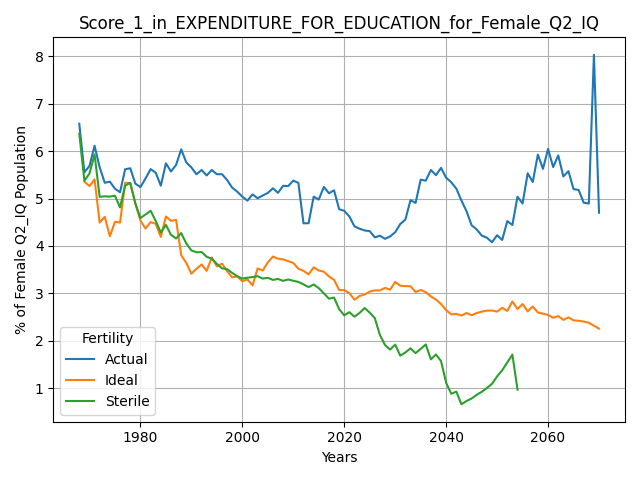 Score_1_in_EXPENDITURE_FOR_EDUCATION_for_Female_Q2_IQ
% of Female Q2_IQ Population
8
7
6
5
4
3
2
1
Fertility
Actual
Ideal
Sterile
1980 2000 2020 2040 2060
Years